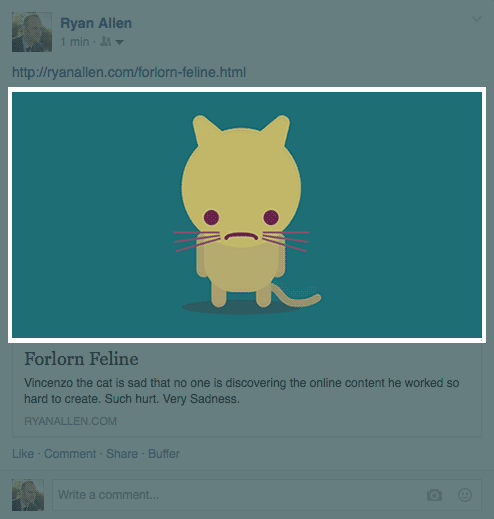 Ryan Allen
1 min ·
http://ryanallen.com/forlorn-feline.html
Forlorn Feline
Vincenzo the cat is sad that no one is discovering the online content he worked so
hard to create. Such hurt. Very Sadness.
RYANALLEN.COM
Like · Comment · Share · Buffer
Write a comment...